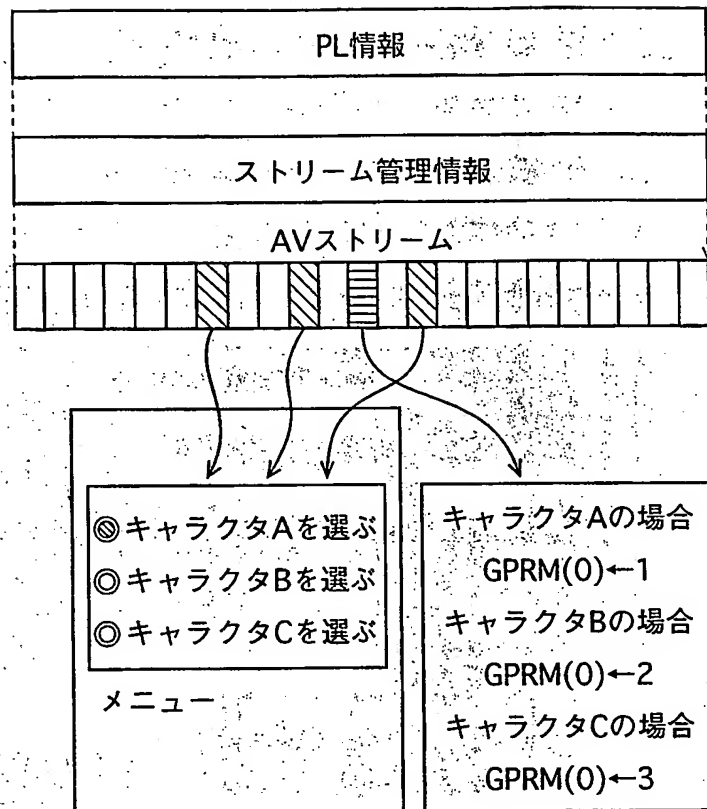 PL情報
ストリーム管理情報
AVストリーム
◎キャラクタAを選ぶ
◎キャラクタBを選ぶ
◎キャラクタCを選ぶ
メニュー
キャラクタAの場合
GPRM(0)←1
キャラクタBの場合
GPRM(0)←2
キャラクタCの場合
GPRM(0)←3